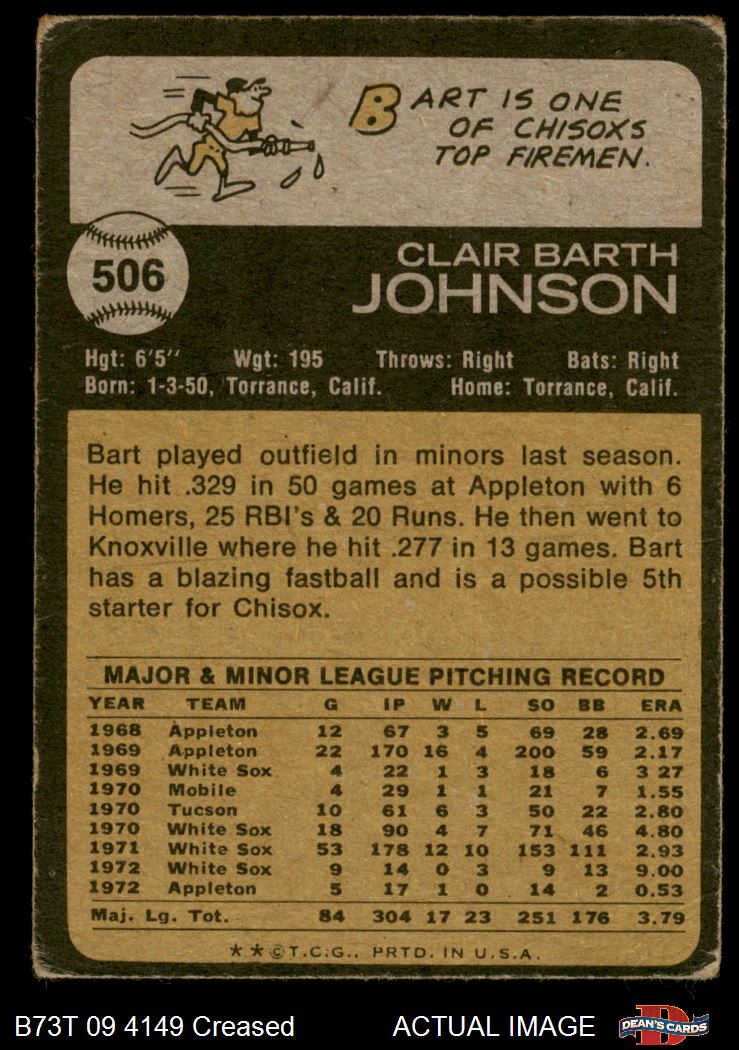 BART IS ONE
OF CHISOXS
TOP FIREMEN.
506
CLAIR BARTH
JOHNSON
Hgt: 6'5" Wgt: 195 Throws: Right Bats: Right
Born: 1-3-50, Torrance, Calif. Home: Torrance, Calif.
Bart played outfield in minors last season.
He hit .329 in 50 games at Appleton with 6
Homers, 25 RBI's & 20 Runs. He then went to
Knoxville where he hit .277 in 13 games. Bart
has a blazing fastball and is a possible 5th
starter for Chisox.
MAJOR & MINOR LEAGUE PITCHING RECORD
YEAR TEAM G IP W L SO BB ERA
1968 Appleton 12 67 3 5 69 28 2.69
1969 Appleton 22 170 16 4 200 59 2.17
1969 White Sox 4 22 1 3 18 6 3 27
1970 Mobile 4 29 1 1 21 7 1.55
1970 Tucson 10 61 6 3 50 22 2.80
1970 White Sox 18 90 4 7 71 46 4.80
1971 White Sox 53 178 12 10 153 111 2.93
1972 White Sox 9 14 0 3 9 13 9.00
1972 Appleton 5 17 1 0 14 2 0.53
Maj. Lg. Tot. 84 304 17 23 251 176 3.79
**©T.C.G., PRTD. IN U.S.A.
B73T 09 4149 Creased ACTUAL IMAGE
D
DEAN'S CARDS